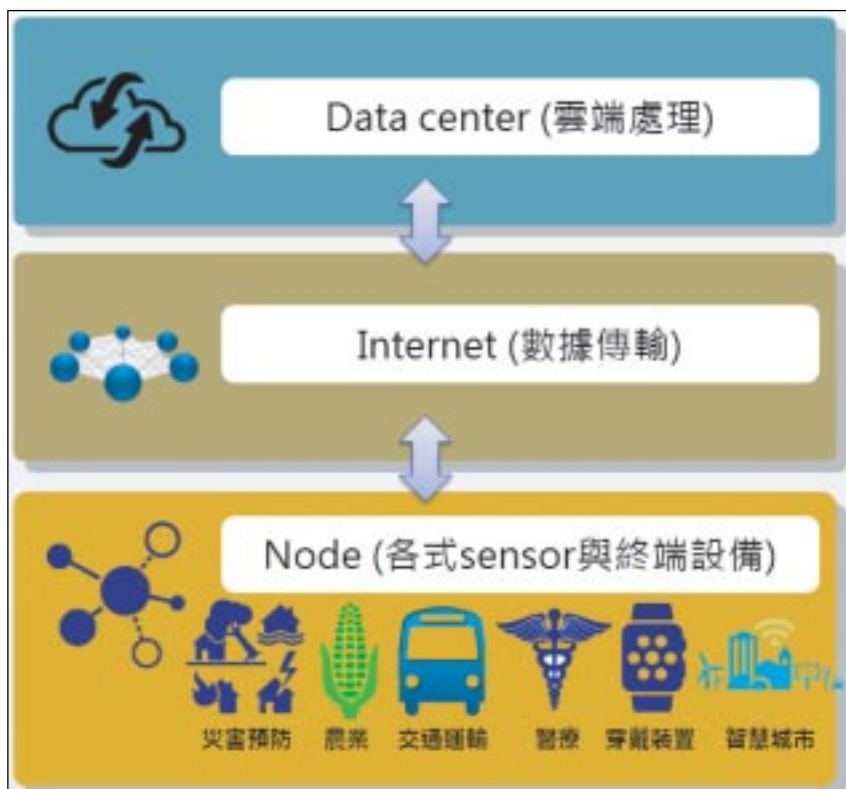 Data center (雲端處理)
Internet (數據傳輸)
Node (各式sensor與終端設備)
災害預防 農業 交通運輸 醫療 穿戴裝置 智慧城市